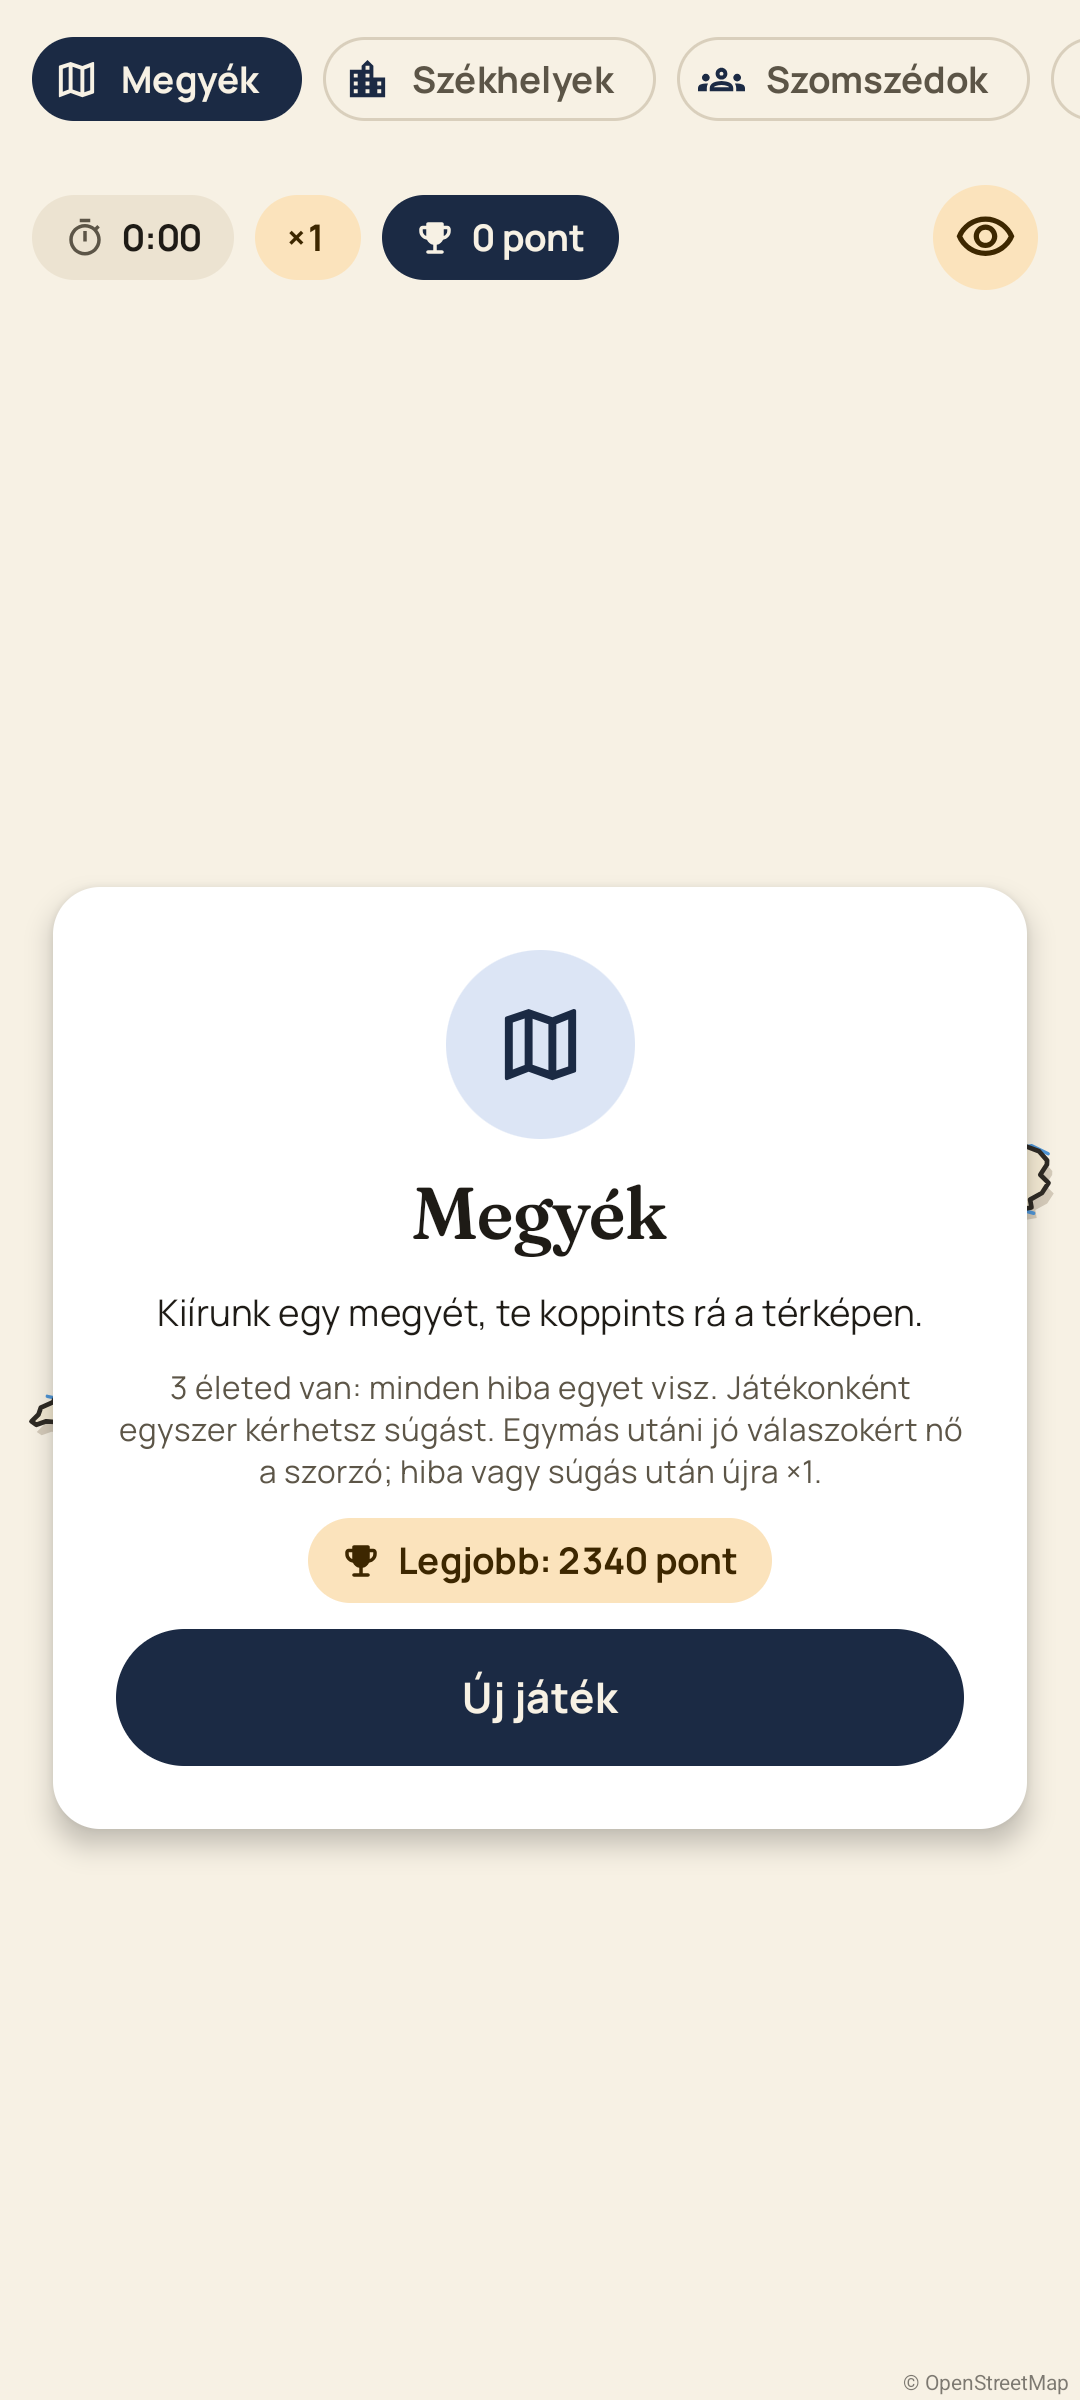 Megyék
Székhelyek
Szomszédok
0:00
×1
0 pont
Megyék
Kiírunk egy megyét, te koppints rá a térképen.
3 életed van: minden hiba egyet visz. Játékonként
egyszer kérhetsz súgást. Egymás utáni jó válaszokért nő
a szorzó; hiba vagy súgás után újra ×1.
Legjobb: 2340 pont
Új játék
© OpenStreetMap